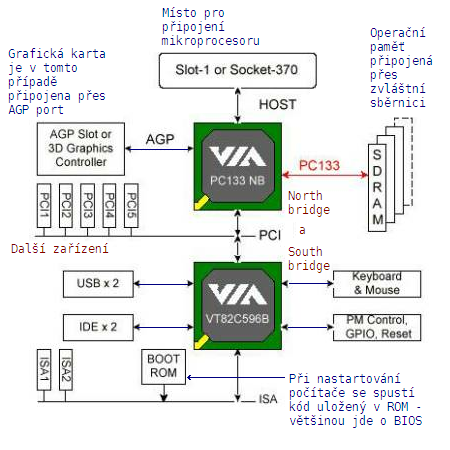 Místo pro
připojení
mikroprocesoru
Grafická karta
je v tomto
případě
připojena přes
AGP port
Operační
paměť
připojená
přes
zvláštní
sběrnici
Slot-1 or Socket-370
HOST
AGP Slot or
3D Graphics
Controller
AGP
VIA
PC133 NB
PC133
SDRAM
PCI1
PCI2
PCI3
PCI4
PCI5
North
bridge
a
South
bridge
PCI
Další zařízení
USB x 2
VIA
VT82C596B
Keyboard
& Mouse
IDE x 2
PM Control,
GPIO, Reset
ISA1
ISA2
BOOT
ROM
ISA
Při nastartování
počítače se spustí
kód uložený v ROM -
většinou jde o BIOS